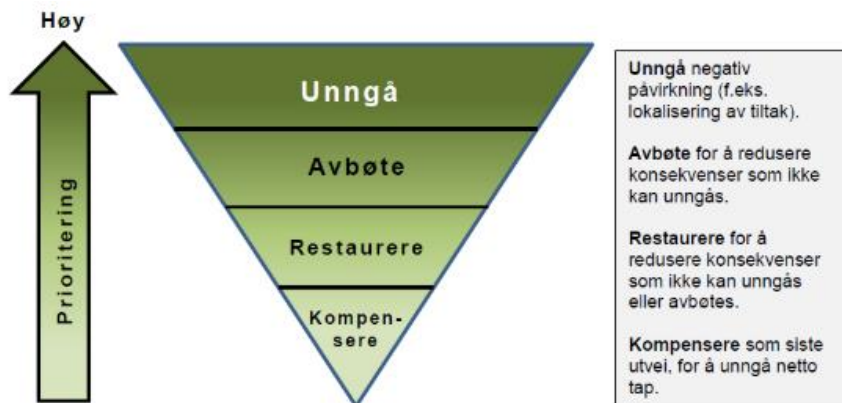 Høy
Prioritering
Unngå
Avbøte
Restaurere
Kompen-
sere
Unngå negativ
påvirkning (f.eks.
lokalisering av tiltak).
Avbøte for å redusere
konsekvenser som ikke
kan unngås.
Restaurere for å
redusere konsekvenser
som ikke kan unngås
eller avbøtes.
Kompensere som siste
utvei, for å unngå netto
tap.